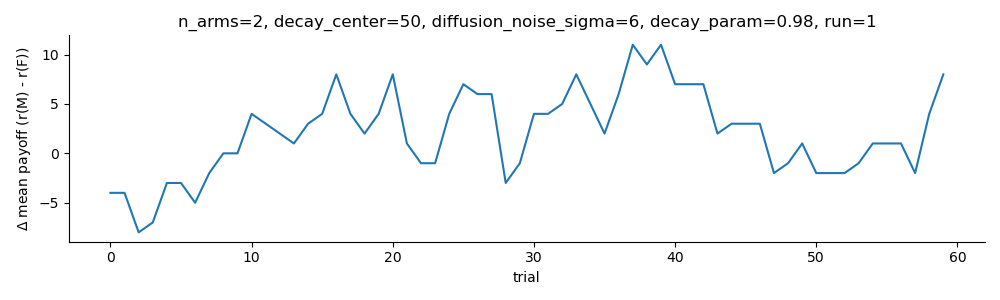 n_arms=2, decay_center=50, diffusion_noise_sigma=6, decay_param=0.98, run=1
Δ mean payoff (r(M) - r(F))
10
5
0
−5
0 10 20 30 40 50 60
trial